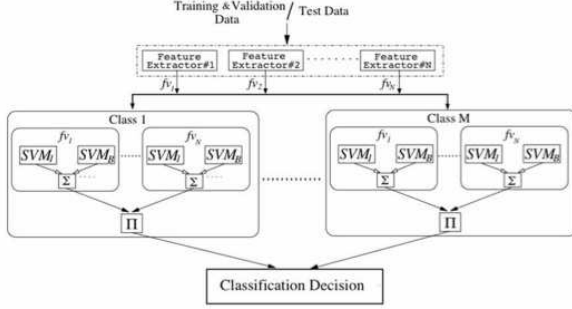 Training & Validation Data / Test Data
Feature Extractor#1
Feature Extractor#2
Feature Extractor#N
fv1
fv2
fvN
Class 1
Class M
fv1
fvN
fv1
fvN
SVM1
SVMB
SVM1
SVMB
SVM1
SVMB
SVM1
SVMB
Σ
Σ
Σ
Σ
Π
Π
Classification Decision